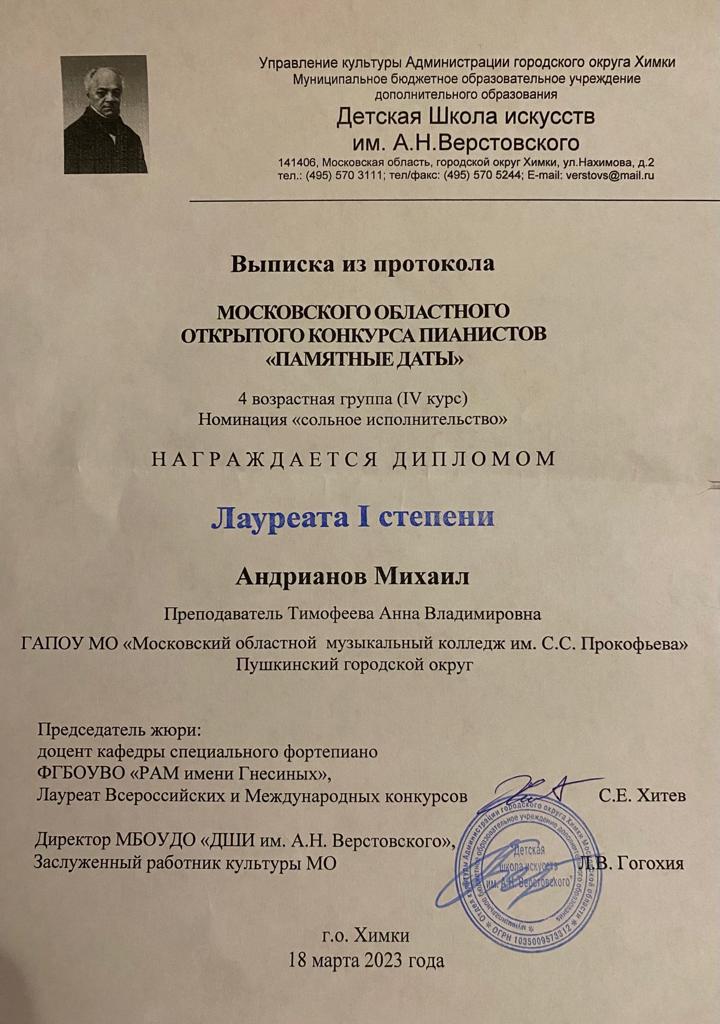 Управление культуры Администрации городского округа Химки
Муниципальное бюджетное образовательное учреждение
дополнительного образования
Детская Школа искусств
им. А.Н.Верстовского
141406, Московская область, городской округ Химки, ул.Нахимова, д.2
тел.: (495) 570 3111; тел/факс: (495) 570 5244; E-mail: verstovs@mail.ru
Выписка из протокола
МОСКОВСКОГО ОБЛАСТНОГО
ОТКРЫТОГО КОНКУРСА ПИАНИСТОВ
«ПАМЯТНЫЕ ДАТЫ»
4 возрастная группа (IV курс)
Номинация «сольное исполнительство»
НАГРАЖДАЕТСЯ ДИПЛОМОМ
Лауреата I степени
Андрианов Михаил
Преподаватель Тимофеева Анна Владимировна
ГАПОУ МО «Московский областной музыкальный колледж им. С.С. Прокофьева»
Пушкинский городской округ
Председатель жюри:
доцент кафедры специального фортепиано
ФГБОУВО «РАМ имени Гнесиных»,
Лауреат Всероссийских и Международных конкурсов С.Е. Хитев
Директор МБОУДО «ДШИ им. А.Н. Верстовского»,
Заслуженный работник культуры МО Л.В. Гогохия
"Детская
школа искусств
им. А.Н. Верстовского"
ОГРН 1035009573312
г.о. Химки
18 марта 2023 года